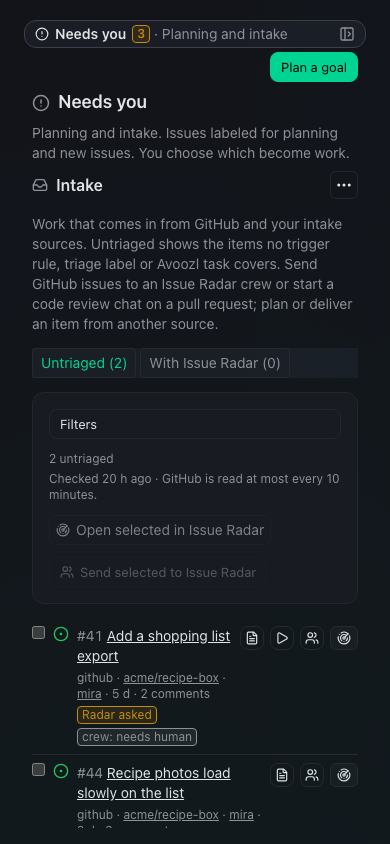 Needs you 3 · Planning and intake
Plan a goal
Needs you
Planning and intake. Issues labeled for planning
and new issues. You choose which become work.
Intake
Work that comes in from GitHub and your intake
sources. Untriaged shows the items no trigger
rule, triage label or Avoozl task covers. Send
GitHub issues to an Issue Radar crew or start a
code review chat on a pull request; plan or deliver
an item from another source.
Untriaged (2) With Issue Radar (0)
Filters
2 untriaged
Checked 20 h ago · GitHub is read at most every 10
minutes.
Open selected in Issue Radar
Send selected to Issue Radar
#41 Add a shopping list
export
github · acme/recipe-box ·
mira · 5 d · 2 comments
Radar asked
crew: needs human
#44 Recipe photos load
slowly on the list
github · acme/recipe-box · mira ·